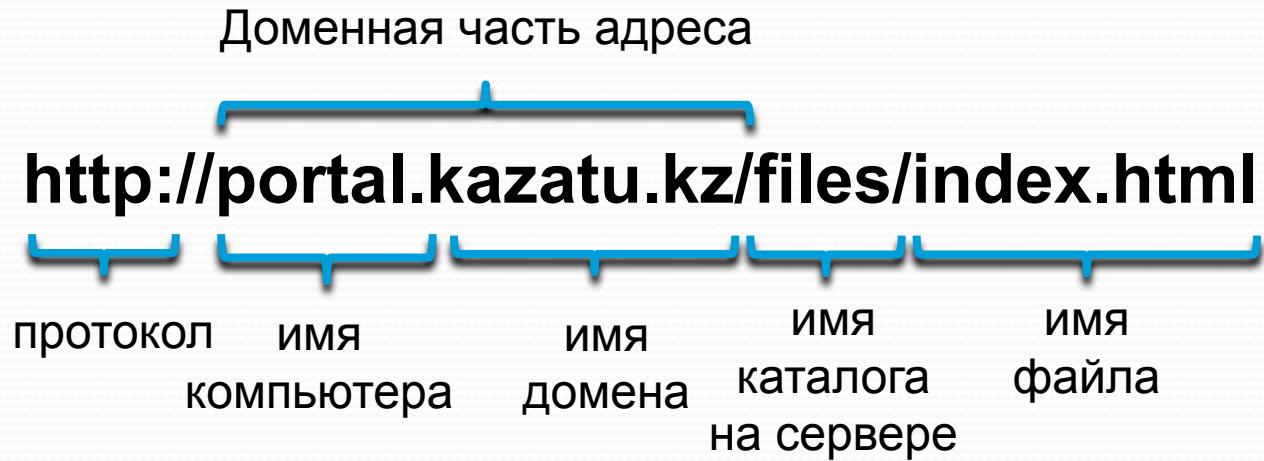 Доменная часть адреса
http://portal.kazatu.kz/files/index.html
протокол
имя
компьютера
имя
домена
имя
каталога
на сервере
имя
файла